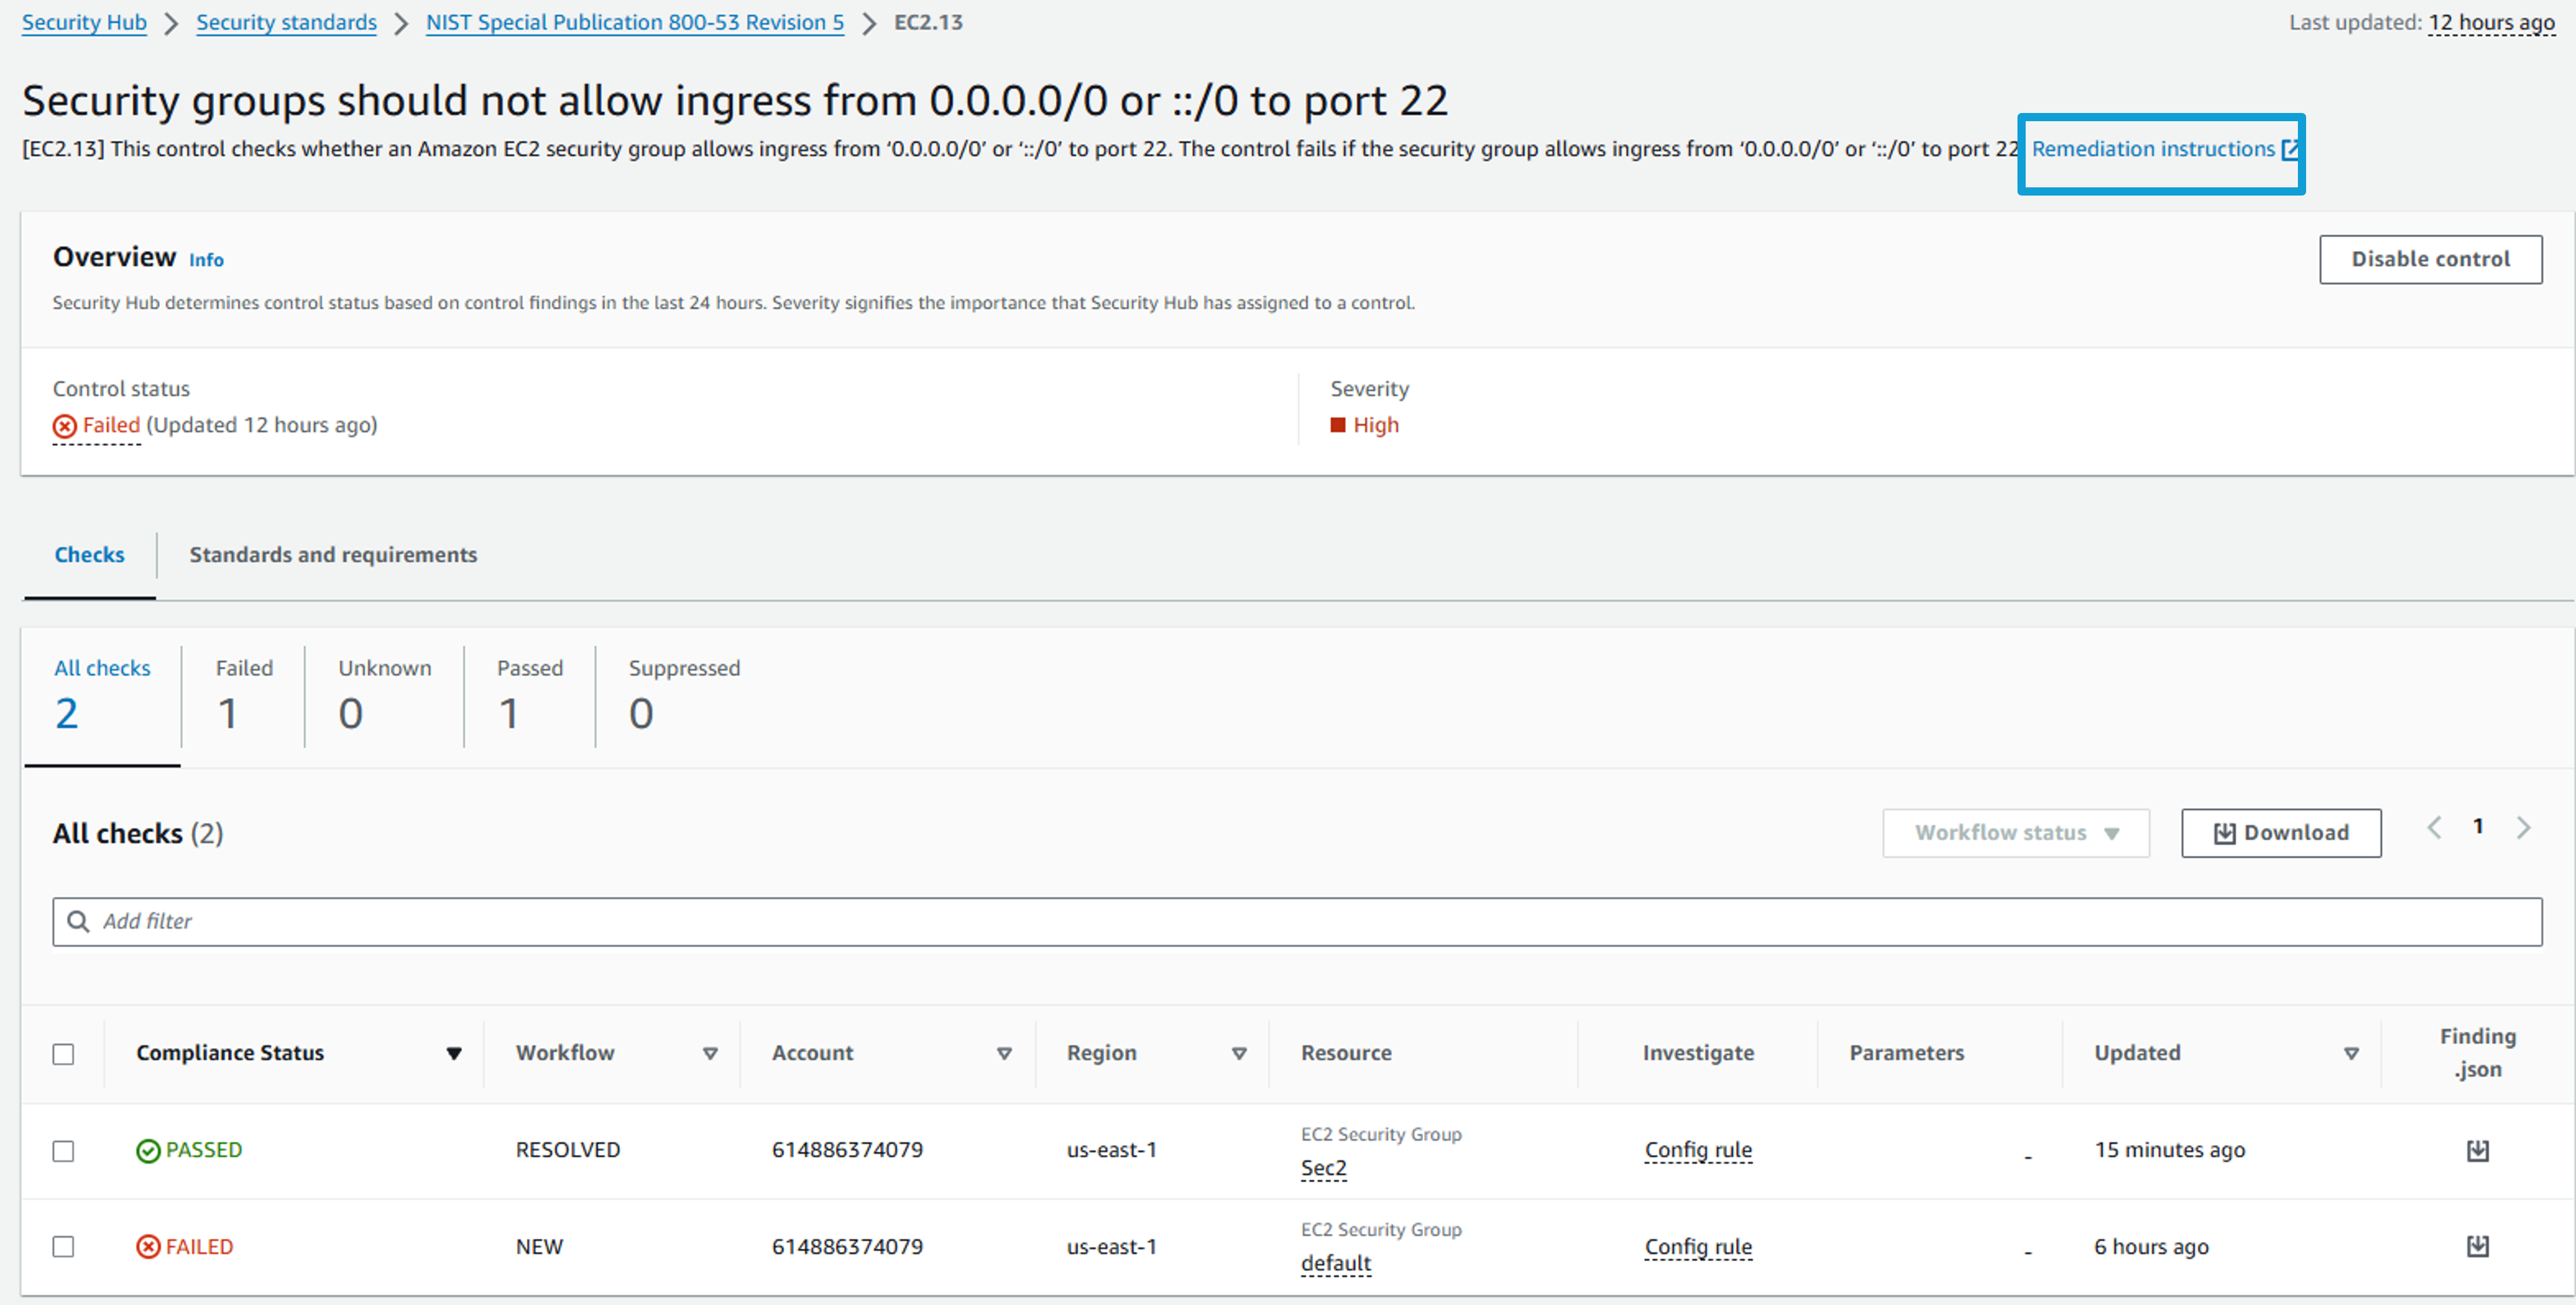 Security Hub > Security standards > NIST Special Publication 800-53 Revision 5 > EC2.13 Last updated: 12 hours ago
Security groups should not allow ingress from 0.0.0.0/0 or ::/0 to port 22
[EC2.13] This control checks whether an Amazon EC2 security group allows ingress from ‘0.0.0.0/0’ or ‘::/0’ to port 22. The control fails if the security group allows ingress from ‘0.0.0.0/0’ or ‘::/0’ to port 22 Remediation instructions
Overview Info
Disable control
Security Hub determines control status based on control findings in the last 24 hours. Severity signifies the importance that Security Hub has assigned to a control.
Control status Severity
Failed (Updated 12 hours ago) High
Checks Standards and requirements
All checks Failed Unknown Passed Suppressed
2 1 0 1 0
All checks (2) Workflow status Download 1
Add filter
Compliance Status Workflow Account Region Resource Investigate Parameters Updated Finding .json
PASSED RESOLVED 614886374079 us-east-1 EC2 Security Group Sec2 Config rule - 15 minutes ago
FAILED NEW 614886374079 us-east-1 EC2 Security Group default Config rule - 6 hours ago